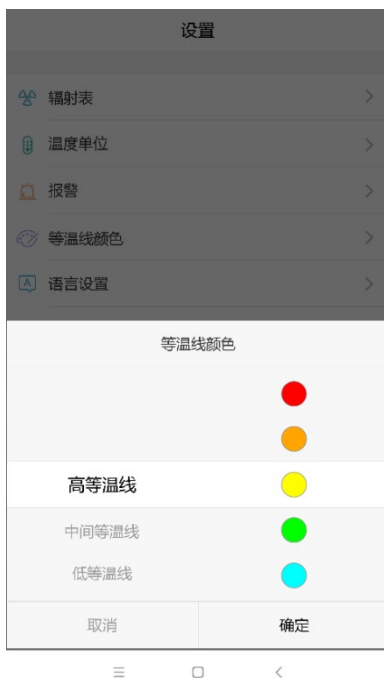 设置
辐射表
温度单位
报警
等温线颜色
A 语言设置
等温线颜色
高等温线
中间等温线
低等温线
取消 确定